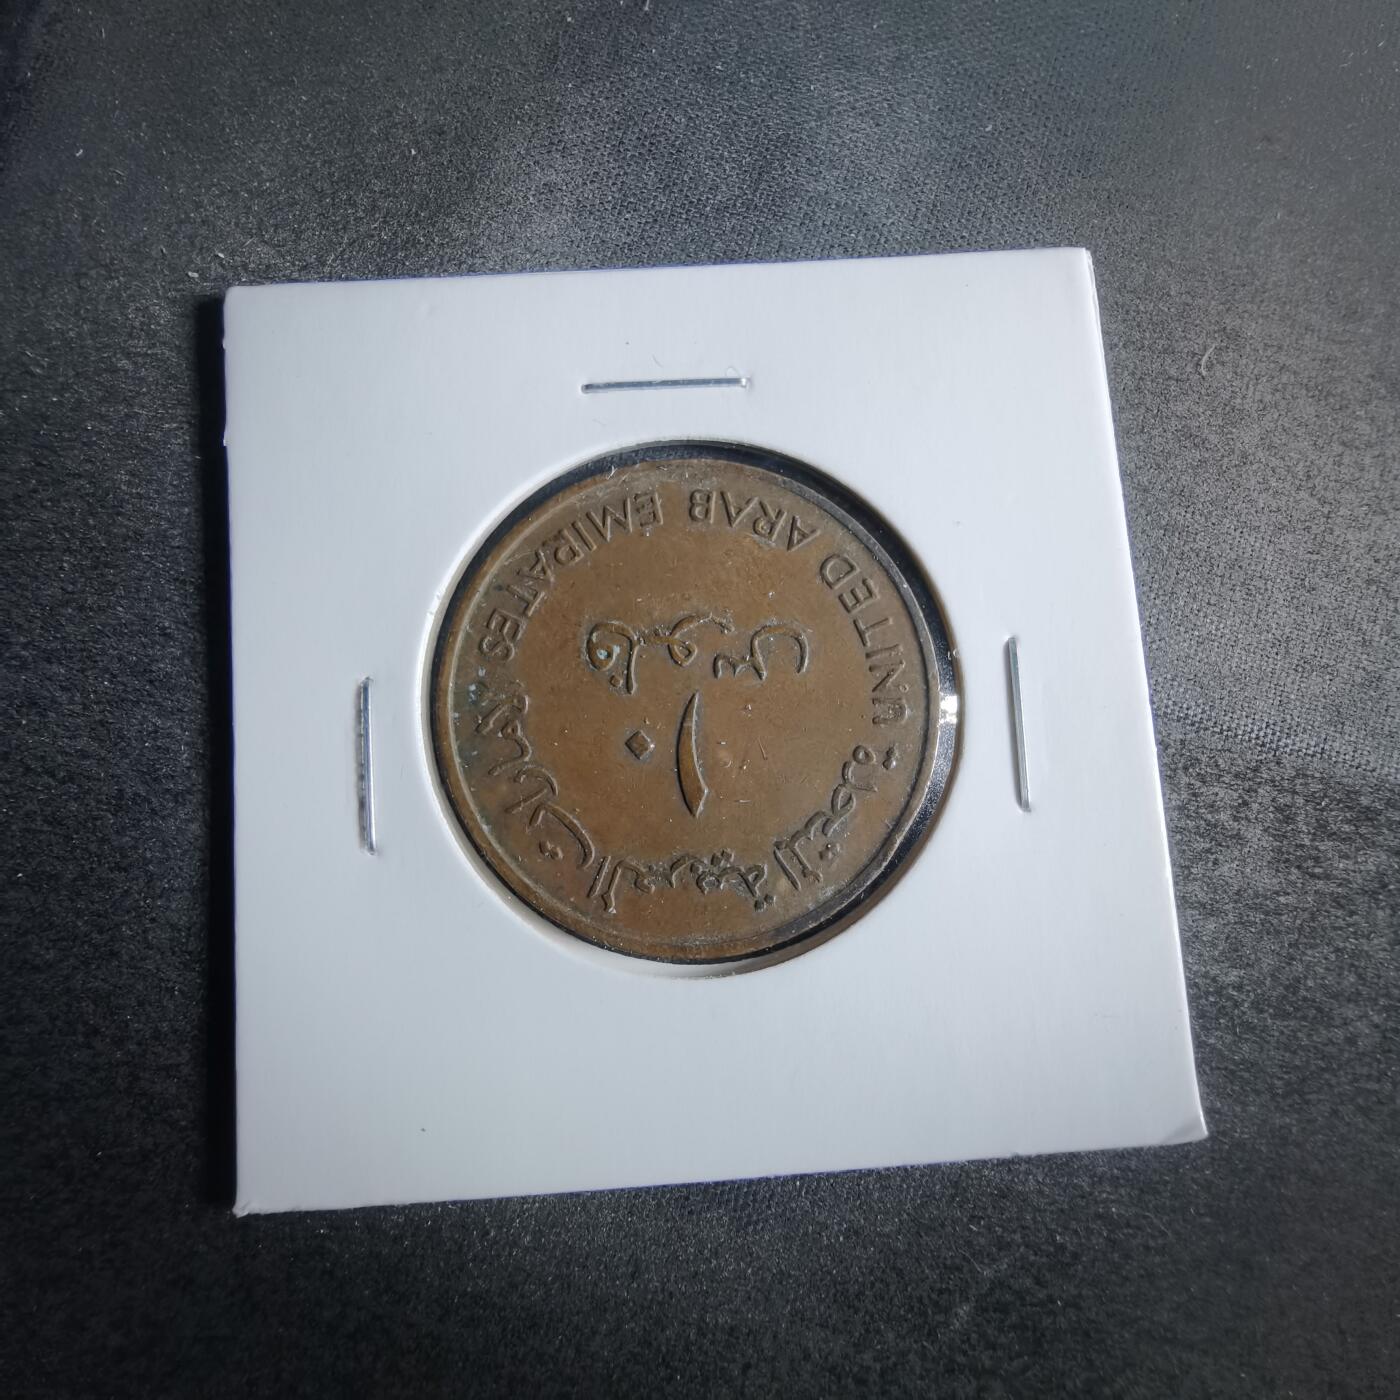 الامارات العربية المتحدة
١٠
فلوس
UNITED ARAB EMIRATES